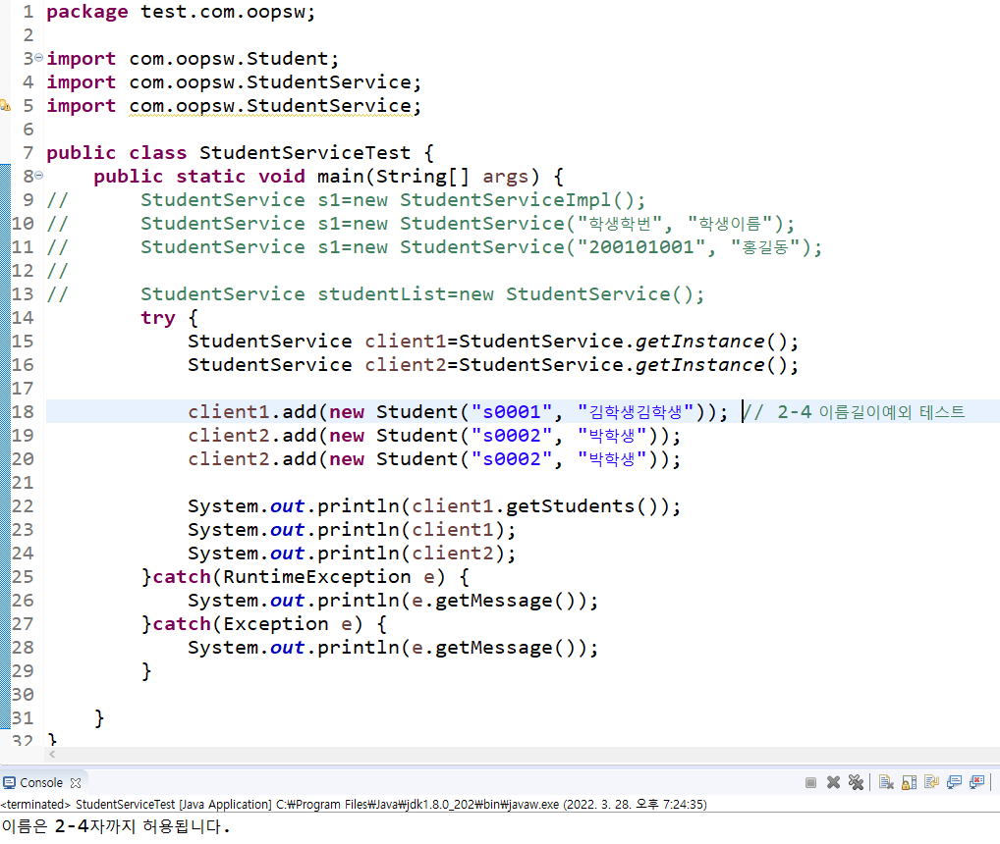 1 package test.com.oopsw;
2
3 import com.oopsw.Student;
4 import com.oopsw.StudentService;
5 import com.oopsw.StudentService;
6
7 public class StudentServiceTest {
8     public static void main(String[] args) {
9 //      StudentService s1=new StudentServiceImpl();
10 //      StudentService s1=new StudentService("학생학번", "학생이름");
11 //      StudentService s1=new StudentService("200101001", "홍길동");
12 //
13 //      StudentService studentList=new StudentService();
14         try {
15             StudentService client1=StudentService.getInstance();
16             StudentService client2=StudentService.getInstance();
17
18             client1.add(new Student("s0001", "김학생김학생")); // 2-4 이름길이예외 테스트
19             client2.add(new Student("s0002", "박학생"));
20             client2.add(new Student("s0002", "박학생"));
21
22             System.out.println(client1.getStudents());
23             System.out.println(client1);
24             System.out.println(client2);
25         }catch(RuntimeException e) {
26             System.out.println(e.getMessage());
27         }catch(Exception e) {
28             System.out.println(e.getMessage());
29         }
30
31     }
32 }
Console
<terminated> StudentServiceTest [Java Application] C:₩Program Files₩Java₩jdk1.8.0_202₩bin₩javaw.exe (2022. 3. 28. 오후 7:24:35)
이름은 2-4자까지 허용됩니다.